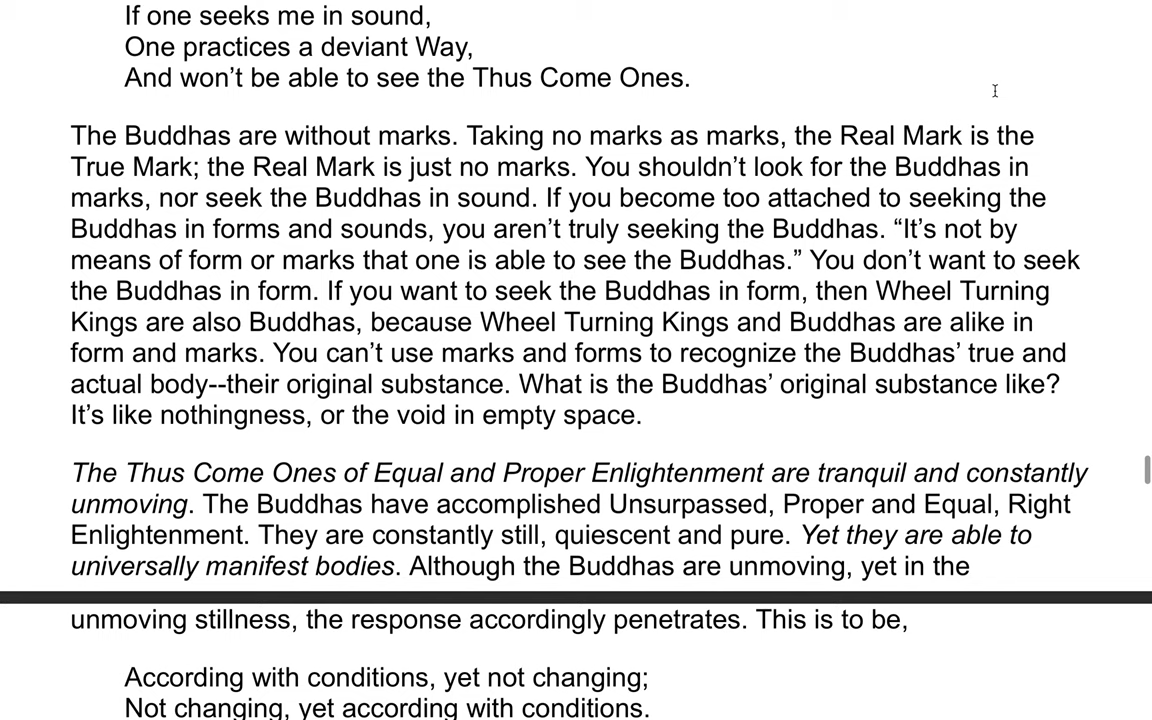 If one seeks me in sound,
One practices a deviant Way,
And won’t be able to see the Thus Come Ones.
The Buddhas are without marks. Taking no marks as marks, the Real Mark is the
True Mark; the Real Mark is just no marks. You shouldn’t look for the Buddhas in
marks, nor seek the Buddhas in sound. If you become too attached to seeking the
Buddhas in forms and sounds, you aren’t truly seeking the Buddhas. “It’s not by
means of form or marks that one is able to see the Buddhas.” You don’t want to seek
the Buddhas in form. If you want to seek the Buddhas in form, then Wheel Turning
Kings are also Buddhas, because Wheel Turning Kings and Buddhas are alike in
form and marks. You can’t use marks and forms to recognize the Buddhas’ true and
actual body--their original substance. What is the Buddhas’ original substance like?
It’s like nothingness, or the void in empty space.
The Thus Come Ones of Equal and Proper Enlightenment are tranquil and constantly
unmoving. The Buddhas have accomplished Unsurpassed, Proper and Equal, Right
Enlightenment. They are constantly still, quiescent and pure. Yet they are able to
universally manifest bodies. Although the Buddhas are unmoving, yet in the
unmoving stillness, the response accordingly penetrates. This is to be,
According with conditions, yet not changing;
Not changing, yet according with conditions.